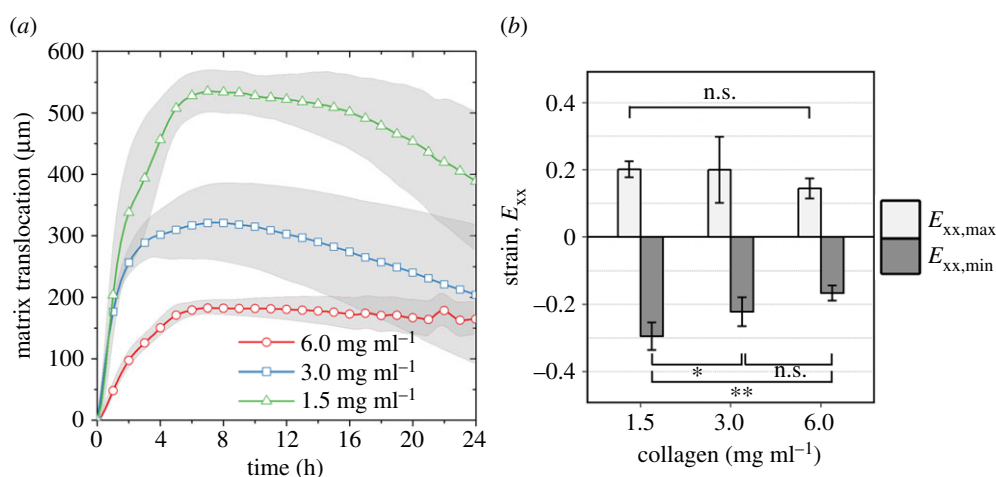 (a)
600
500
400
300
200
100
0
matrix translocation (µm)
6.0 mg ml⁻¹
3.0 mg ml⁻¹
1.5 mg ml⁻¹
0 4 8 12 16 20 24
time (h)
(b)
0.4
0.2
0
−0.2
−0.4
strain, Exx
n.s.
* n.s.
**
1.5 3.0 6.0
collagen (mg ml⁻¹)
Exx,max
Exx,min